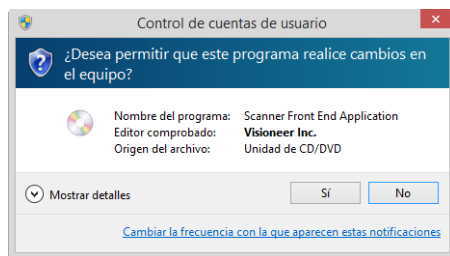 Control de cuentas de usuario
¿Desea permitir que este programa realice cambios en
el equipo?
Nombre del programa: Scanner Front End Application
Editor comprobado: Visioneer Inc.
Origen del archivo: Unidad de CD/DVD
Mostrar detalles
Sí
No
Cambiar la frecuencia con la que aparecen estas notificaciones